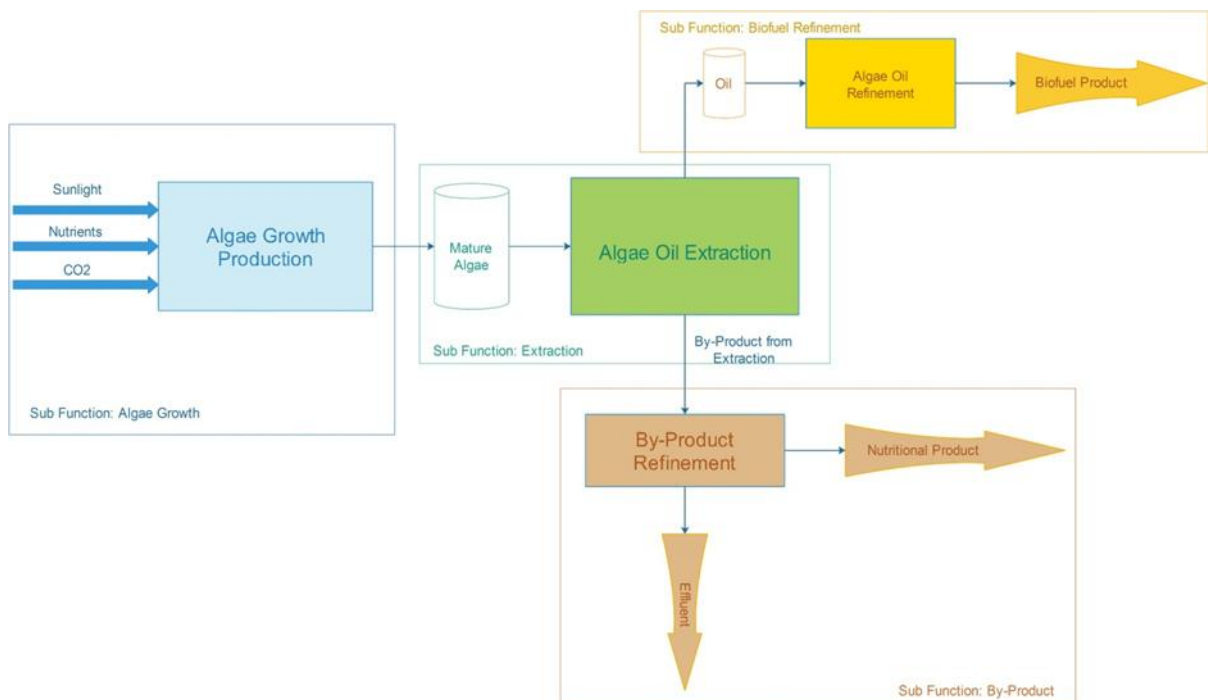 Sub Function: Biofuel Refinement
Oil
Algae Oil
Refinement
Biofuel Product
Sunlight
Nutrients
CO2
Algae Growth
Production
Sub Function: Algae Growth
Mature
Algae
Algae Oil Extraction
Sub Function: Extraction
By-Product from
Extraction
By-Product
Refinement
Nutritional Product
Effluent
Sub Function: By-Product